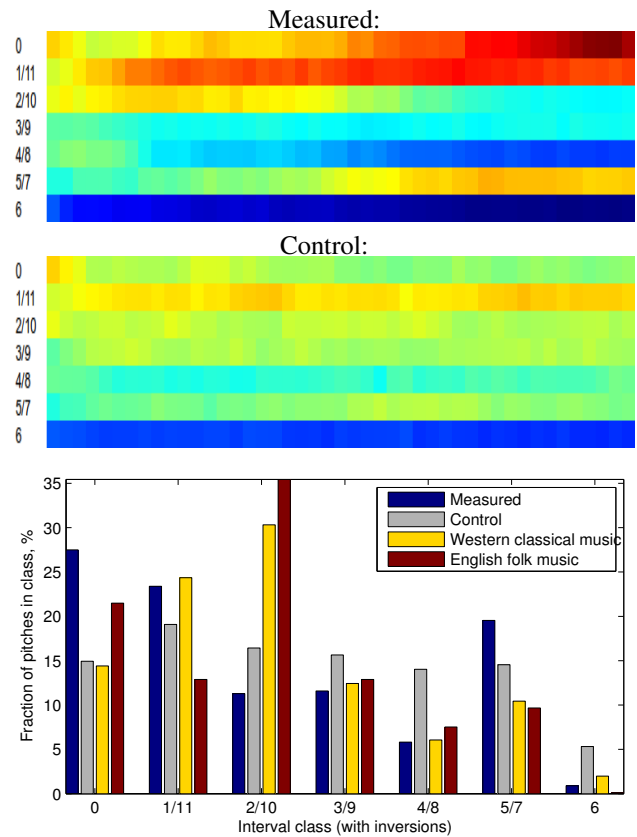 Measured:
0
1/11
2/10
3/9
4/8
5/7
6
Control:
0
1/11
2/10
3/9
4/8
5/7
6
35
30
25
20
15
10
5
0
Fraction of pitches in class, %
Measured
Control
Western classical music
English folk music
0 1/11 2/10 3/9 4/8 5/7 6
Interval class (with inversions)